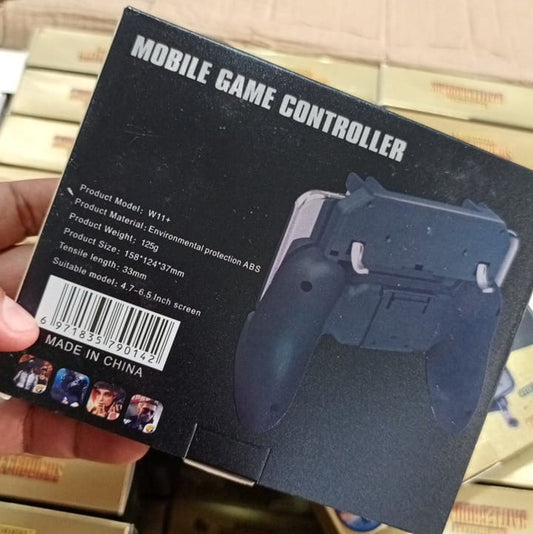 MOBILE GAME CONTROLLER
Product Model: W11+
Product Material: Environmental protection ABS
Product Weight: 125g
Product Size: 158*124*37mm
Tensile length: 33mm
Suitable model: 4.7-6.5 Inch screen
6 971835 790142
MADE IN CHINA